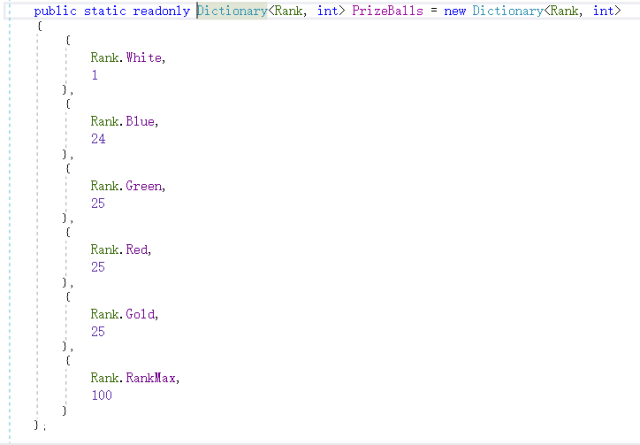 public static readonly Dictionary<Rank, int> PrizeBalls = new Dictionary<Rank, int>
{
{
Rank.White,
1
},
{
Rank.Blue,
24
},
{
Rank.Green,
25
},
{
Rank.Red,
25
},
{
Rank.Gold,
25
},
{
Rank.RankMax,
100
}
};